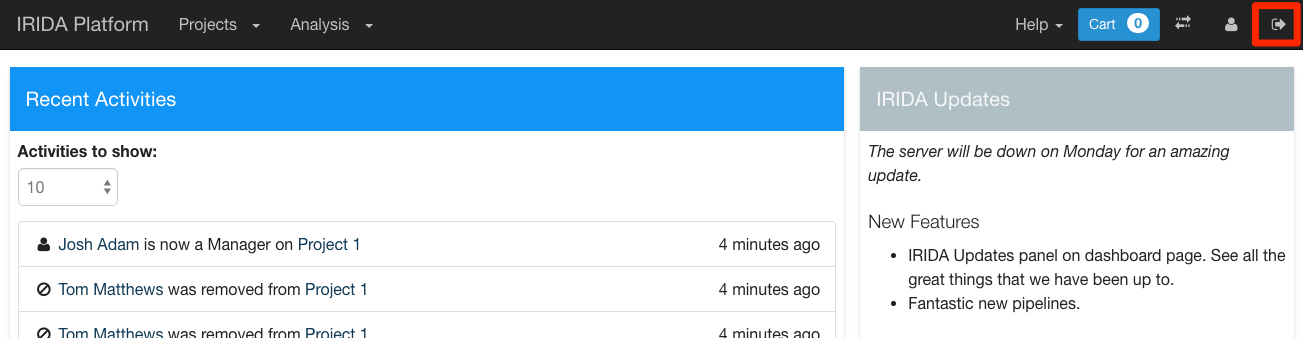 IRIDA Platform Projects Analysis Help Cart 0
Recent Activities
Activities to show:
10
Josh Adam is now a Manager on Project 1 4 minutes ago
Tom Matthews was removed from Project 1 4 minutes ago
Tom Matthews was removed from Project 1 4 minutes ago
IRIDA Updates
The server will be down on Monday for an amazing
update.
New Features
• IRIDA Updates panel on dashboard page. See all the
great things that we have been up to.
• Fantastic new pipelines.